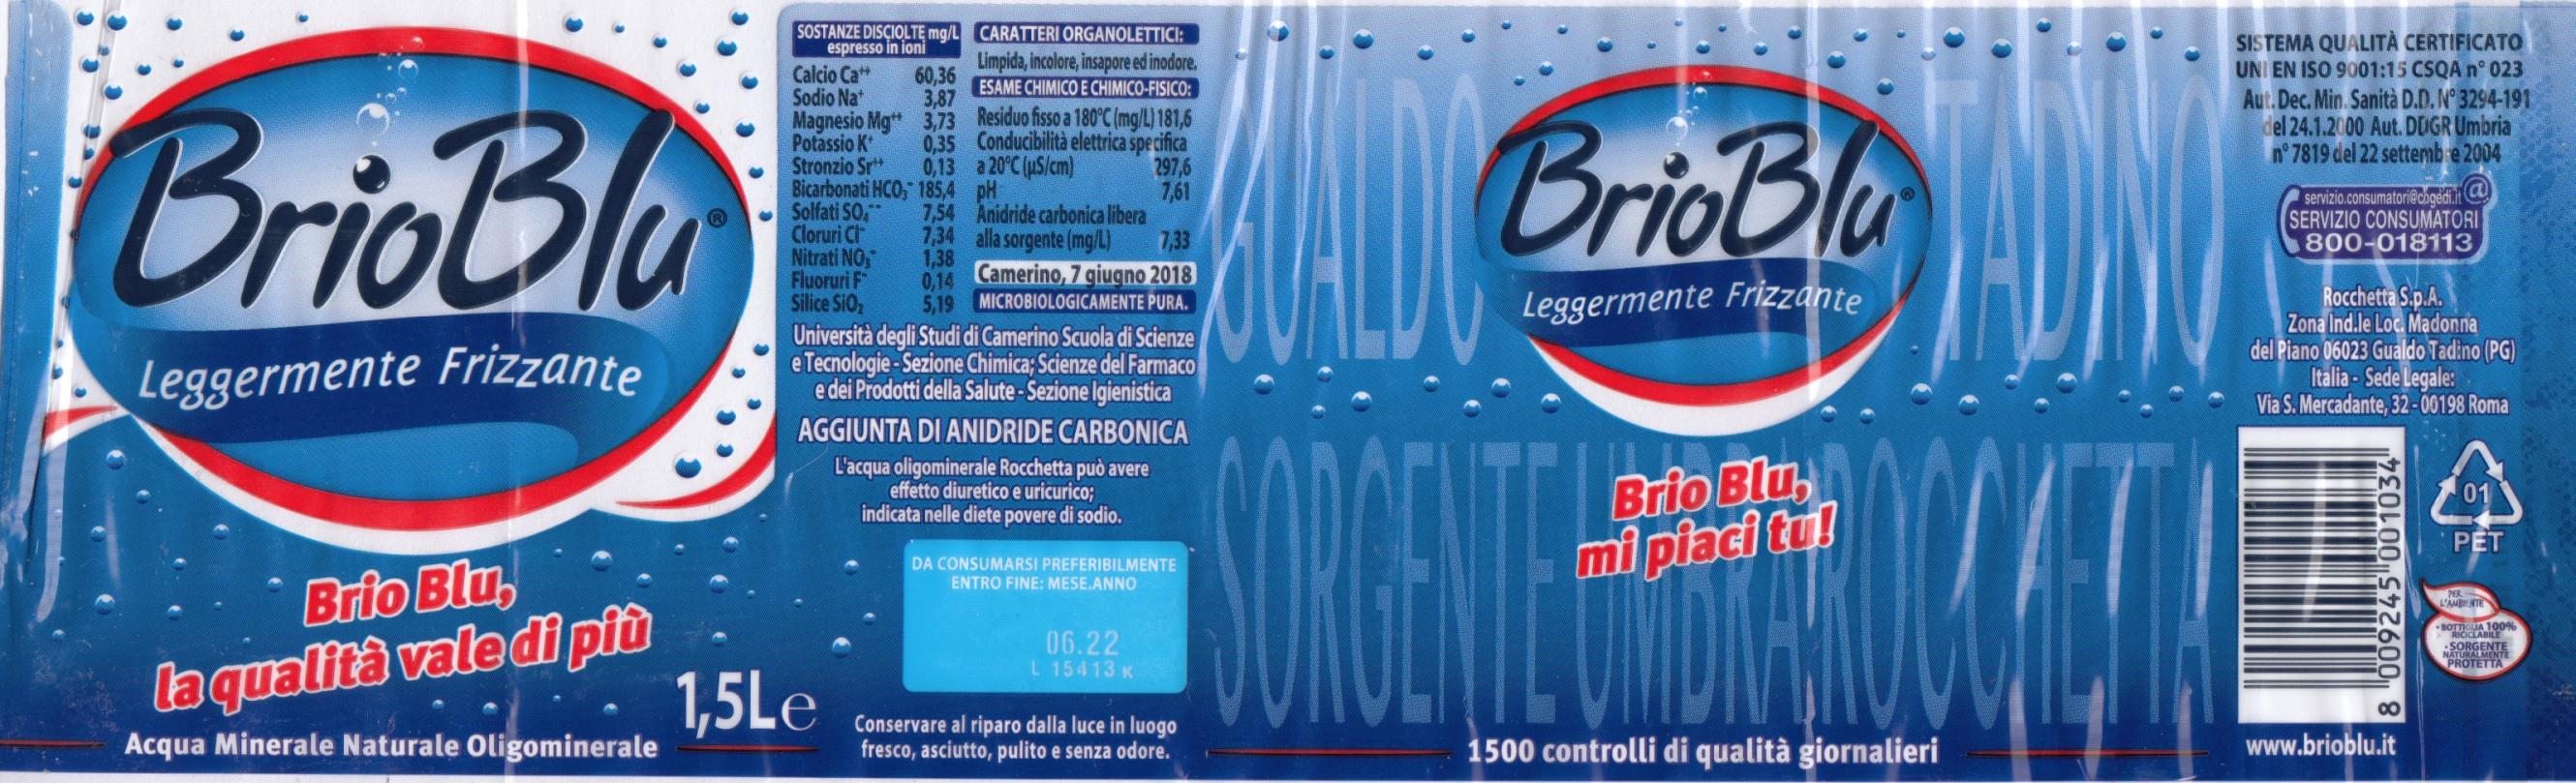 BrioBlu®
Leggermente Frizzante
Brio Blu,
la qualità vale di più
1,5L e
Acqua Minerale Naturale Oligominerale
SOSTANZE DISCIOLTE mg/L
espresso in ioni
Calcio Ca⁺⁺ 60,36
Sodio Na⁺ 3,87
Magnesio Mg⁺⁺ 3,73
Potassio K⁺ 0,35
Stronzio Sr⁺⁺ 0,13
Bicarbonati HCO₃⁻ 185,4
Solfati SO₄⁻⁻ 7,54
Cloruri Cl⁻ 7,34
Nitrati NO₃⁻ 1,38
Fluoruri F⁻ 0,14
Silice SiO₂ 5,19
CARATTERI ORGANOLETTICI:
Limpida, incolore, insapore ed inodore.
ESAME CHIMICO E CHIMICO-FISICO:
Residuo fisso a 180°C (mg/L) 181,6
Conducibilità elettrica specifica
a 20°C (µS/cm) 297,6
pH 7,61
Anidride carbonica libera
alla sorgente (mg/L) 7,33
Camerino, 7 giugno 2018
MICROBIOLOGICAMENTE PURA.
Università degli Studi di Camerino Scuola di Scienze
e Tecnologie - Sezione Chimica; Scienze del Farmaco
e dei Prodotti della Salute - Sezione Igienistica
AGGIUNTA DI ANIDRIDE CARBONICA
L'acqua oligominerale Rocchetta può avere
effetto diuretico e uricurico;
indicata nelle diete povere di sodio.
DA CONSUMARSI PREFERIBILMENTE
ENTRO FINE: MESE.ANNO
06.22
L 15413 K
Conservare al riparo dalla luce in luogo
fresco, asciutto, pulito e senza odore.
GUALDO TADINO
BrioBlu®
Leggermente Frizzante
SORGENTE UMBRA ROCCHETTA
Brio Blu,
mi piaci tu!
1500 controlli di qualità giornalieri
SISTEMA QUALITÀ CERTIFICATO
UNI EN ISO 9001:15 CSQA n° 023
Aut. Dec. Min. Sanità D.D. N° 3294-191
del 24.1.2000 Aut. DDGR Umbria
n° 7819 del 22 settembre 2004
servizio.consumatori@cogedi.it @
SERVIZIO CONSUMATORI
800-018113
Rocchetta S.p.A.
Zona Ind.le Loc. Madonna
del Piano 06023 Gualdo Tadino (PG)
Italia - Sede Legale:
Via S. Mercadante, 32 - 00198 Roma
8 009245 001034
01
PET
PER
L'AMBIENTE
• BOTTIGLIA 100%
RICICLABILE
• SORGENTE
NATURALMENTE
PROTETTA
www.brioblu.it